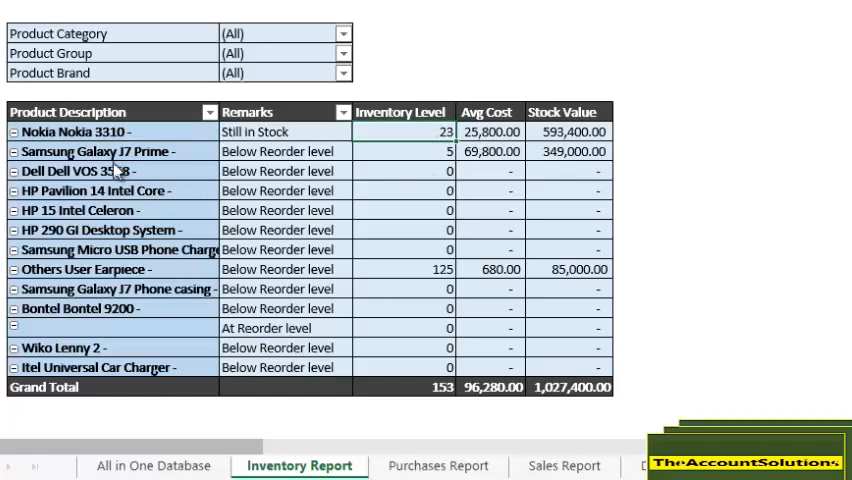 Product Category (All)
Product Group (All)
Product Brand (All)
Product Description Remarks Inventory Level Avg Cost Stock Value
Nokia Nokia 3310 - Still in Stock 23 25,800.00 593,400.00
Samsung Galaxy J7 Prime - Below Reorder level 5 69,800.00 349,000.00
Dell Dell VOS - Below Reorder level 0 - -
HP Pavilion 14 Intel Core - Below Reorder level 0 - -
HP 15 Intel Celeron - Below Reorder level 0 - -
HP 290 GI Desktop System - Below Reorder level 0 - -
Samsung Micro USB Phone Charge Below Reorder level 0 - -
Others User Earpiece - Below Reorder level 125 680.00 85,000.00
Samsung Galaxy J7 Phone casing - Below Reorder level 0 - -
Bontel Bontel 9200 - Below Reorder level 0 - -
At Reorder level 0 - -
Wiko Lenny 2 - Below Reorder level 0 - -
Itel Universal Car Charger - Below Reorder level 0 - -
Grand Total 153 96,280.00 1,027,400.00
All in One Database Inventory Report Purchases Report Sales Report
TheAccountSolutions